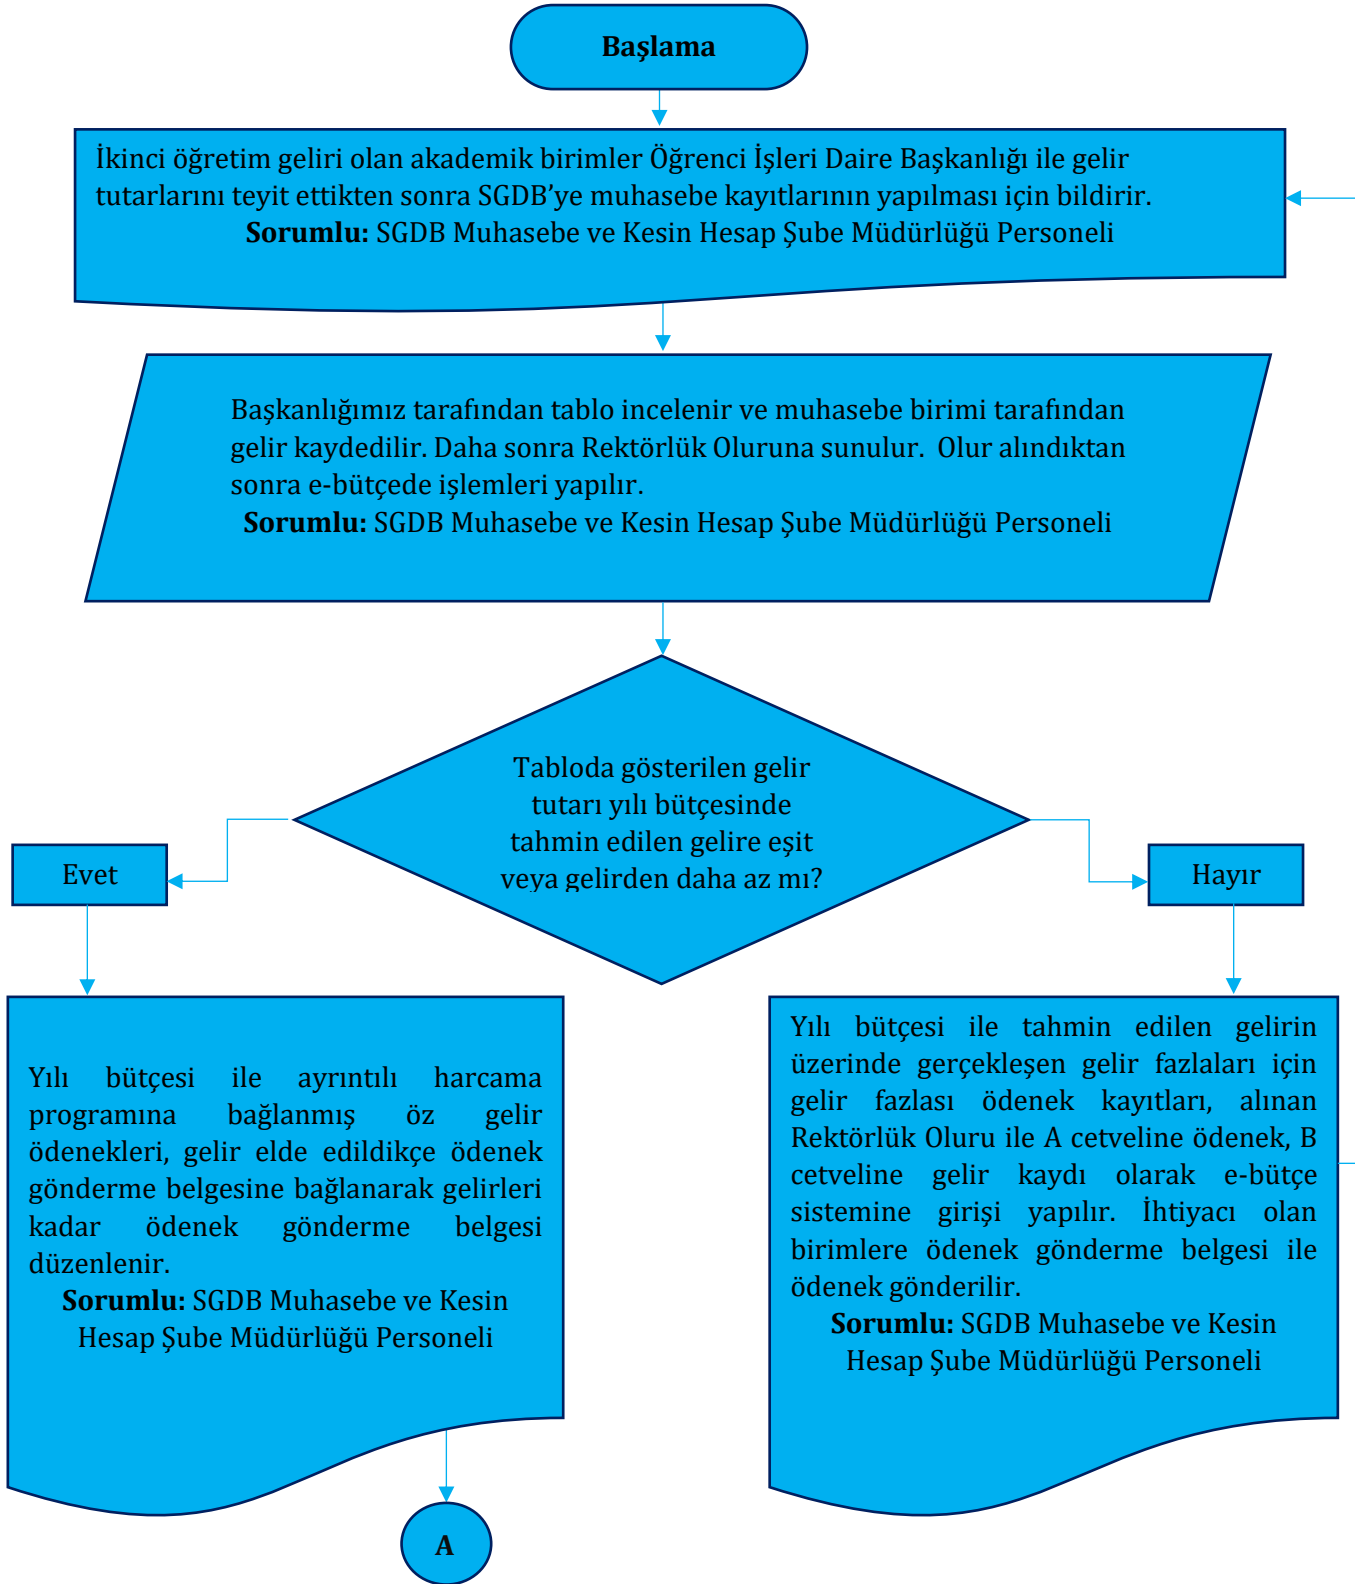 Başlama
İkinci öğretim geliri olan akademik birimler Öğrenci İşleri Daire Başkanlığı ile gelir
tutarlarını teyit ettikten sonra SGDB’ye muhasebe kayıtlarının yapılması için bildirir.
Sorumlu: SGDB Muhasebe ve Kesin Hesap Şube Müdürlüğü Personeli
Başkanlığımız tarafından tablo incelenir ve muhasebe birimi tarafından
gelir kaydedilir. Daha sonra Rektörlük Oluruna sunulur. Olur alındıktan
sonra e-bütçede işlemleri yapılır.
Sorumlu: SGDB Muhasebe ve Kesin Hesap Şube Müdürlüğü Personeli
Tabloda gösterilen gelir
tutarı yılı bütçesinde
tahmin edilen gelire eşit
veya gelirden daha az mı?
Evet
Hayır
Yılı bütçesi ile ayrıntılı harcama
programına bağlanmış öz gelir
ödenekleri, gelir elde edildikçe ödenek
gönderme belgesine bağlanarak gelirleri
kadar ödenek gönderme belgesi
düzenlenir.
Sorumlu: SGDB Muhasebe ve Kesin
Hesap Şube Müdürlüğü Personeli
Yılı bütçesi ile tahmin edilen gelirin
üzerinde gerçekleşen gelir fazlaları için
gelir fazlası ödenek kayıtları, alınan
Rektörlük Oluru ile A cetveline ödenek, B
cetveline gelir kaydı olarak e-bütçe
sistemine girişi yapılır. İhtiyacı olan
birimlere ödenek gönderme belgesi ile
ödenek gönderilir.
Sorumlu: SGDB Muhasebe ve Kesin
Hesap Şube Müdürlüğü Personeli
A